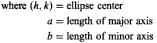 where (h, k) = ellipse center
a = length of major axis
b = length of minor axis